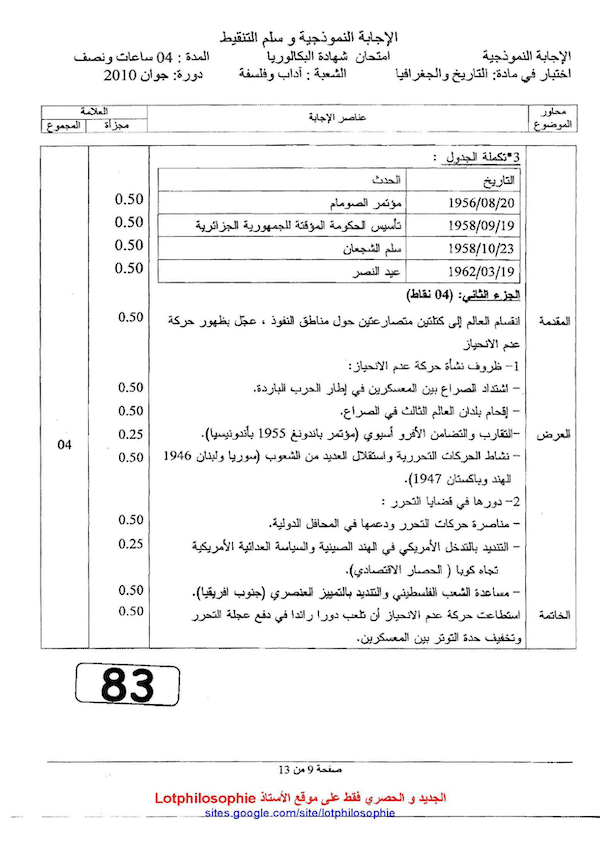 الإجابة النموذجية و سلم التنقيط
الإجابة النموذجية امتحان شهادة البكالوريا المدة : 04 ساعات ونصف
اختبار في مادة: التاريخ والجغرافيا الشعبة : آداب وفلسفة دورة: جوان 2010
محاور الموضوع عناصر الإجابة العلامة
مجزأة المجموع
3*تكملة الجدول :
التاريخ الحدث
1956/08/20 مؤتمر الصومام 0.50
1958/09/19 تأسيس الحكومة المؤقتة للجمهورية الجزائرية 0.50
1958/10/23 سلم الشجعان 0.50
1962/03/19 عيد النصر 0.50
الجزء الثاني: (04 نقاط)
المقدمة انقسام العالم إلى كتلتين متصارعتين حول مناطق النفوذ ، عجّل بظهور حركة 0.50
عدم الانحياز
1- ظروف نشأة حركة عدم الانحياز:
- اشتداد الصراع بين المعسكرين في إطار الحرب الباردة. 0.50
- إقحام بلدان العالم الثالث في الصراع. 0.50
العرض -التقارب والتضامن الأفرو أسيوي (مؤتمر باندونغ 1955 بأندونيسيا). 0.25 04
- نشاط الحركات التحررية واستقلال العديد من الشعوب (سوريا ولبنان 1946 0.50
الهند وباكستان 1947).
2- دورها في قضايا التحرر :
- مناصرة حركات التحرر ودعمها في المحافل الدولية. 0.50
- التنديد بالتدخل الأمريكي في الهند الصينية والسياسة العدائية الأمريكية 0.25
تجاه كوبا ( الحصار الاقتصادي).
- مساعدة الشعب الفلسطيني والتنديد بالتمييز العنصري (جنوب افريقيا). 0.50
الخاتمة استطاعت حركة عدم الانحياز أن تلعب دورا رائدا في دفع عجلة التحرر 0.50
وتخفيف حدة التوتر بين المعسكرين.
83
صفحة 9 من 13
الجديد و الحصري فقط على موقع الأستاذ Lotphilosophie
sites.google.com/site/lotphilosophie